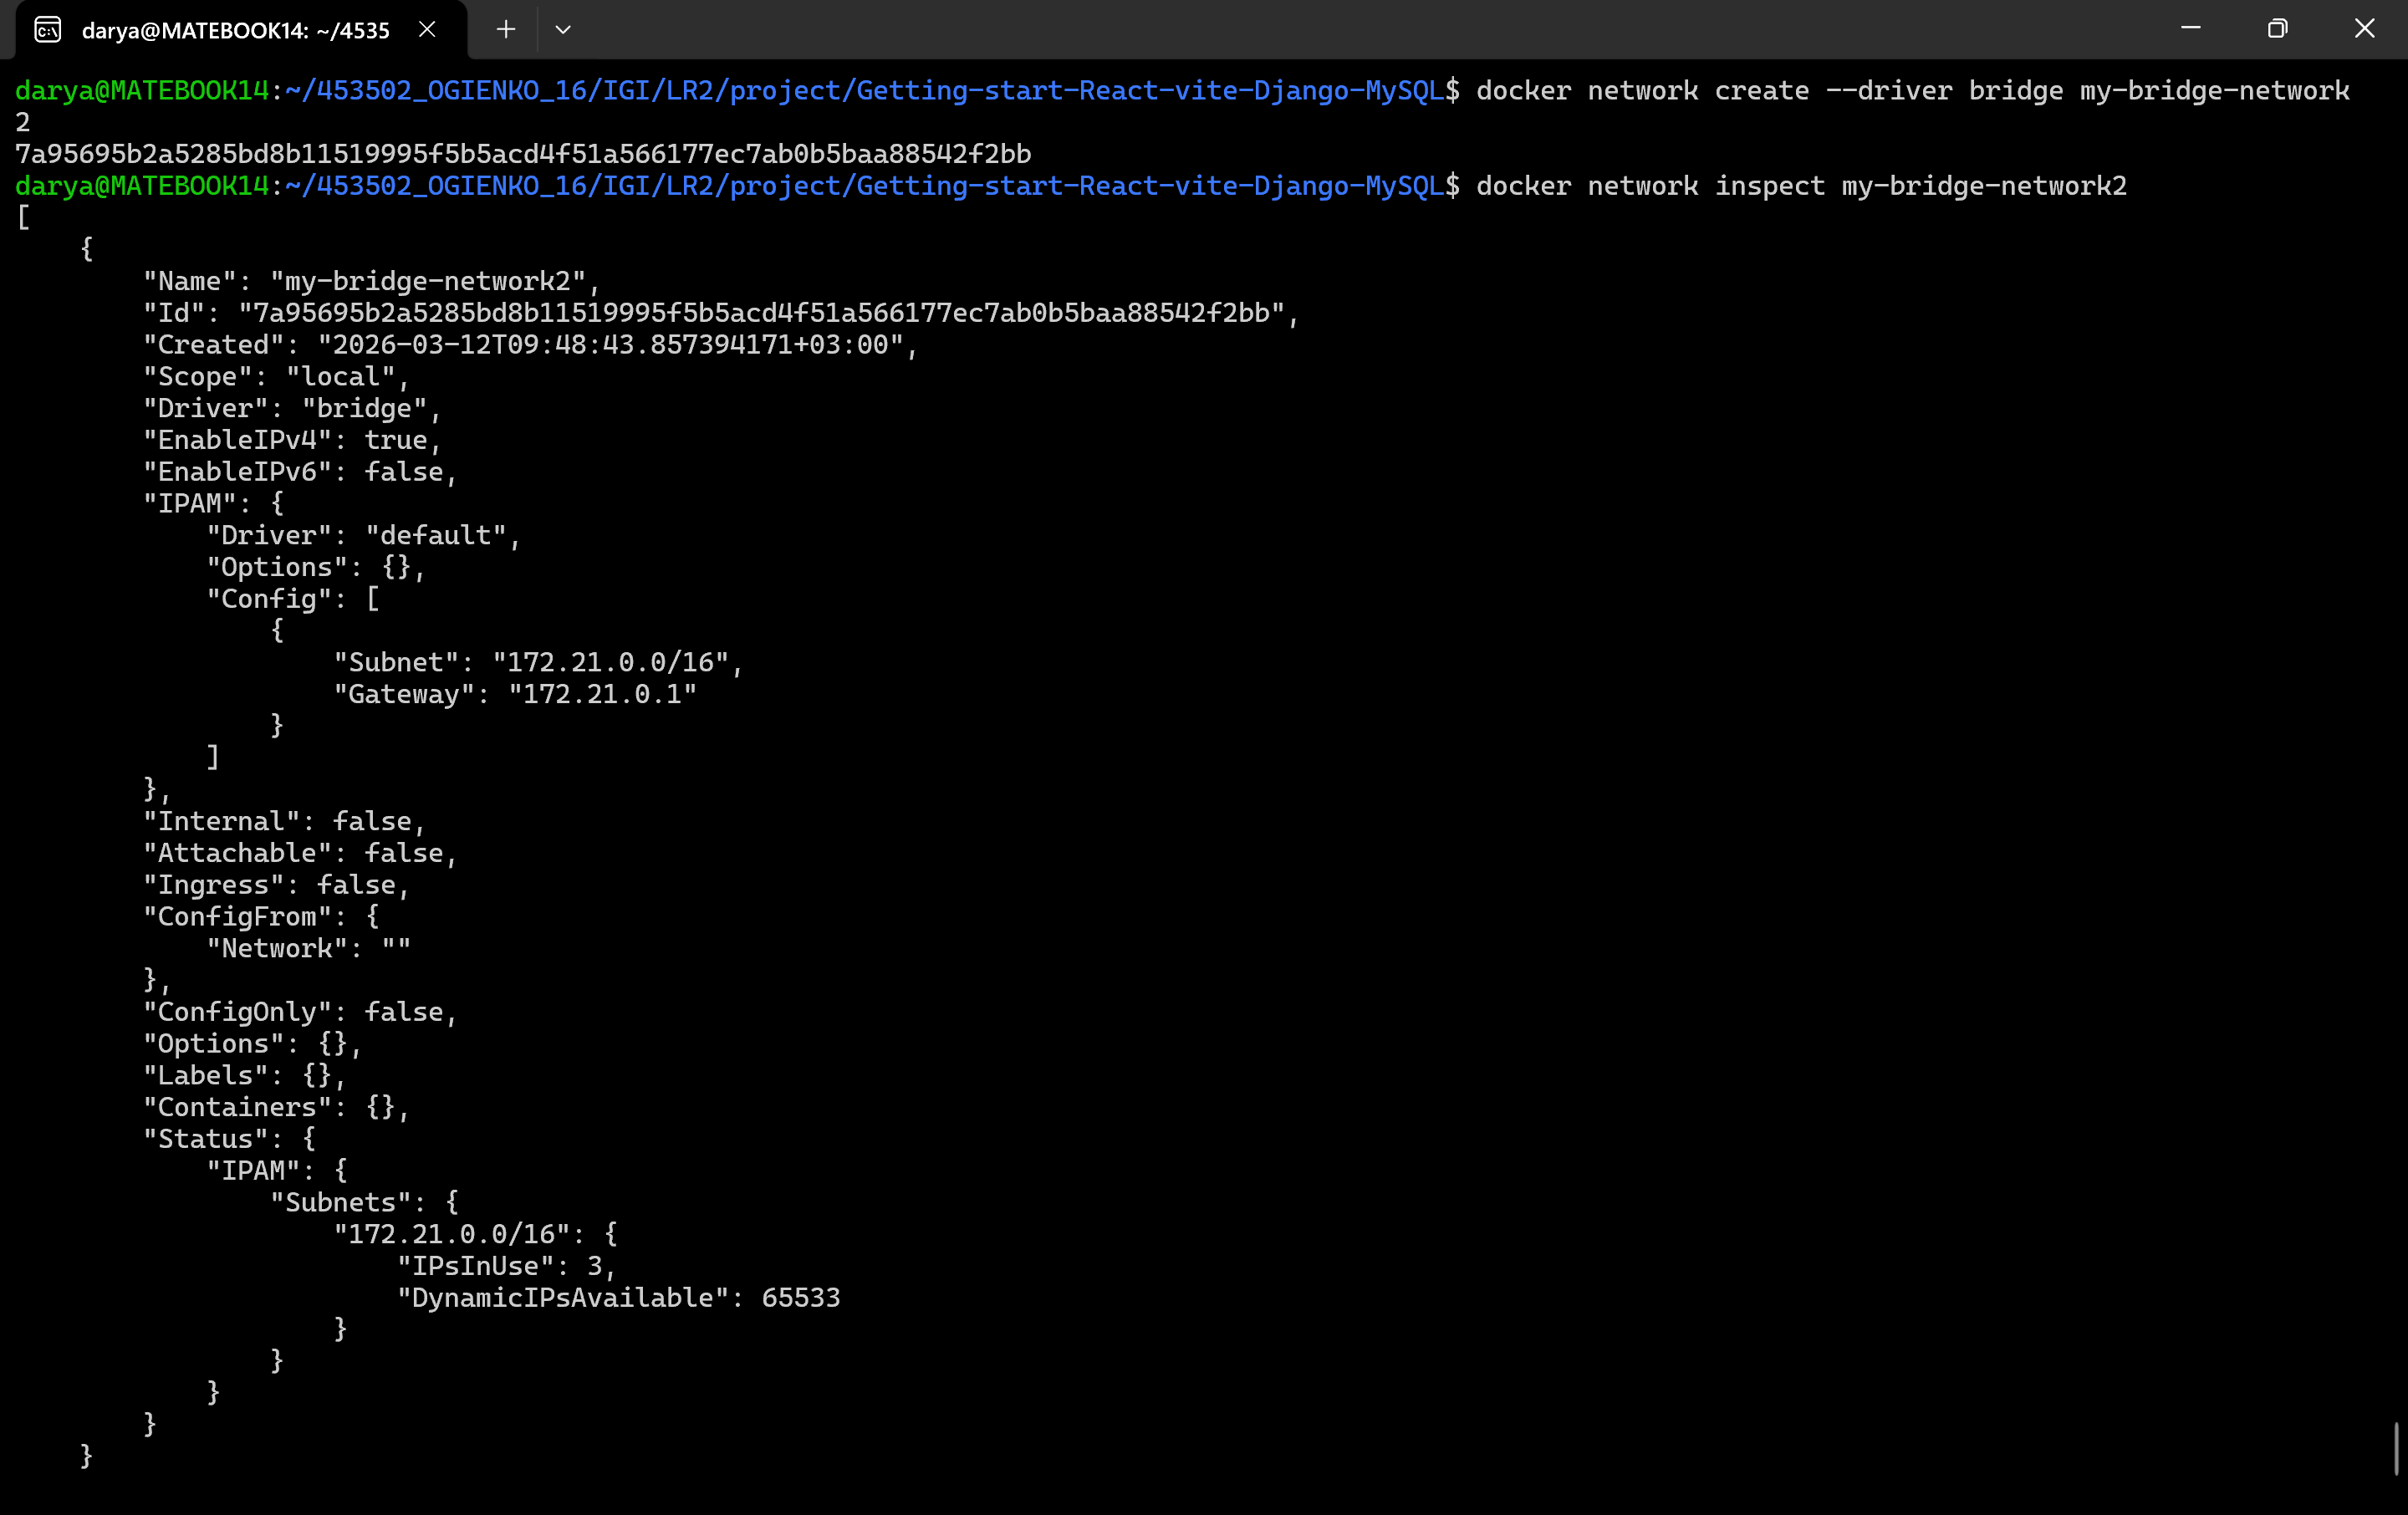 darya@MATEBOOK14: ~/4535
darya@MATEBOOK14:~/453502_OGIENKO_16/IGI/LR2/project/Getting-start-React-vite-Django-MySQL$ docker network create --driver bridge my-bridge-network
2
7a95695b2a5285bd8b11519995f5b5acd4f51a566177ec7ab0b5baa88542f2bb
darya@MATEBOOK14:~/453502_OGIENKO_16/IGI/LR2/project/Getting-start-React-vite-Django-MySQL$ docker network inspect my-bridge-network2
[
    {
        "Name": "my-bridge-network2",
        "Id": "7a95695b2a5285bd8b11519995f5b5acd4f51a566177ec7ab0b5baa88542f2bb",
        "Created": "2026-03-12T09:48:43.857394171+03:00",
        "Scope": "local",
        "Driver": "bridge",
        "EnableIPv4": true,
        "EnableIPv6": false,
        "IPAM": {
            "Driver": "default",
            "Options": {},
            "Config": [
                {
                    "Subnet": "172.21.0.0/16",
                    "Gateway": "172.21.0.1"
                }
            ]
        },
        "Internal": false,
        "Attachable": false,
        "Ingress": false,
        "ConfigFrom": {
            "Network": ""
        },
        "ConfigOnly": false,
        "Options": {},
        "Labels": {},
        "Containers": {},
        "Status": {
            "IPAM": {
                "Subnets": {
                    "172.21.0.0/16": {
                        "IPsInUse": 3,
                        "DynamicIPsAvailable": 65533
                    }
                }
            }
        }
    }